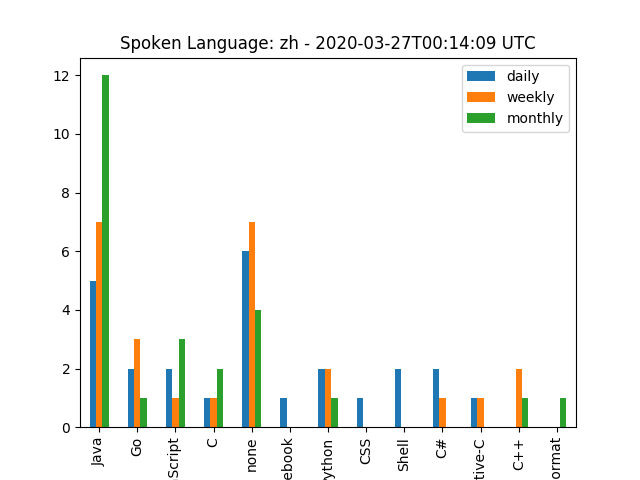 Spoken Language: zh - 2020-03-27T00:14:09 UTC
daily
weekly
monthly
12
10
8
6
4
2
0
Java
Go
Script
C
none
ebook
ython
CSS
Shell
C#
tive-C
C++
ormat